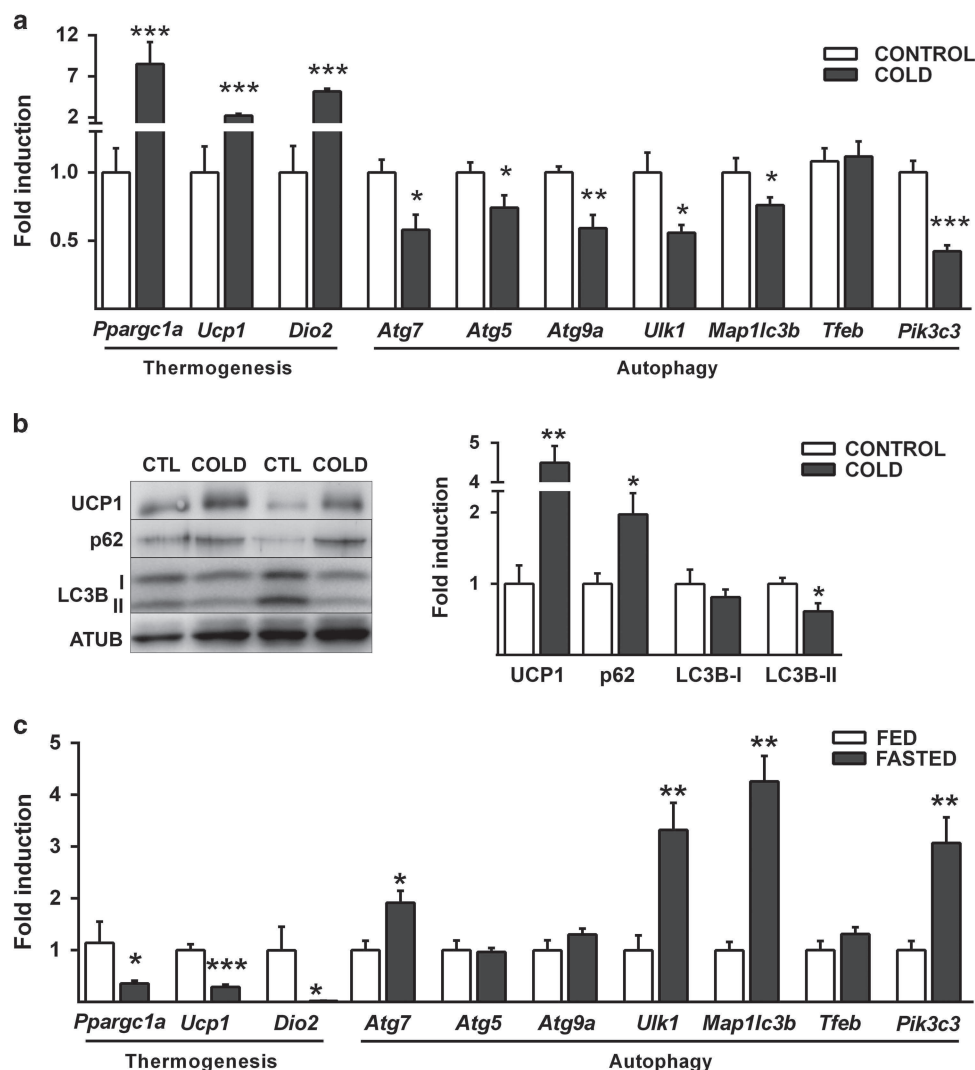 a
Fold induction
12
7
2
1.0
0.5
*** *** *** * * ** * * ***
CONTROL
COLD
Ppargc1a Ucp1 Dio2 Atg7 Atg5 Atg9a Ulk1 Map1lc3b Tfeb Pik3c3
Thermogenesis Autophagy
b
CTL COLD CTL COLD
UCP1
p62
LC3B I
II
ATUB
Fold induction
5
4
2
1
** * *
CONTROL
COLD
UCP1 p62 LC3B-I LC3B-II
c
Fold induction
5
4
3
2
1
* *** * * ** ** **
FED
FASTED
Ppargc1a Ucp1 Dio2 Atg7 Atg5 Atg9a Ulk1 Map1lc3b Tfeb Pik3c3
Thermogenesis Autophagy